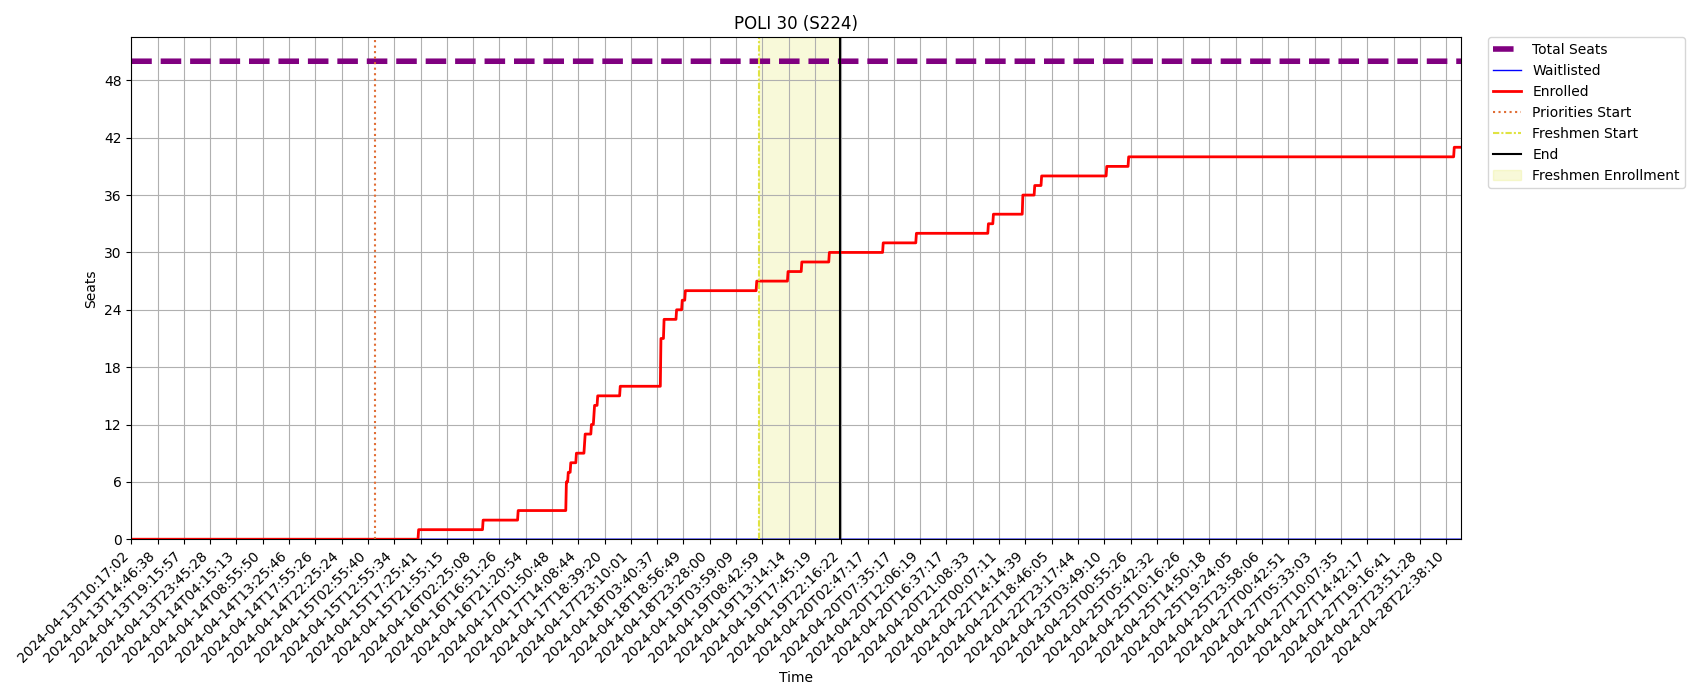 POLI 30 (S224)
Total Seats
Waitlisted
Enrolled
Priorities Start
Freshmen Start
End
Freshmen Enrollment
Seats
48
42
36
30
24
18
12
6
0
2024-04-13T10:17:02
2024-04-13T14:46:38
2024-04-13T19:15:57
2024-04-13T23:45:28
2024-04-14T04:15:13
2024-04-14T08:55:50
2024-04-14T13:25:46
2024-04-14T17:55:26
2024-04-14T22:25:24
2024-04-15T02:55:40
2024-04-15T12:55:34
2024-04-15T17:25:41
2024-04-15T21:55:15
2024-04-16T02:25:08
2024-04-16T16:51:26
2024-04-16T21:20:54
2024-04-17T01:50:48
2024-04-17T14:08:44
2024-04-17T18:39:20
2024-04-17T23:10:01
2024-04-18T03:40:37
2024-04-18T18:56:49
2024-04-18T23:28:00
2024-04-19T03:59:09
2024-04-19T08:42:59
2024-04-19T13:14:14
2024-04-19T17:45:19
2024-04-19T22:16:22
2024-04-20T02:47:17
2024-04-20T07:35:17
2024-04-20T12:06:19
2024-04-20T16:37:17
2024-04-20T21:08:33
2024-04-22T00:07:11
2024-04-22T14:14:39
2024-04-22T18:46:05
2024-04-22T23:17:44
2024-04-23T03:49:10
2024-04-25T00:55:26
2024-04-25T05:42:32
2024-04-25T10:16:26
2024-04-25T14:50:18
2024-04-25T19:24:05
2024-04-25T23:58:06
2024-04-27T00:42:51
2024-04-27T05:33:03
2024-04-27T10:07:35
2024-04-27T14:42:17
2024-04-27T19:16:41
2024-04-27T23:51:28
2024-04-28T22:38:10
Time